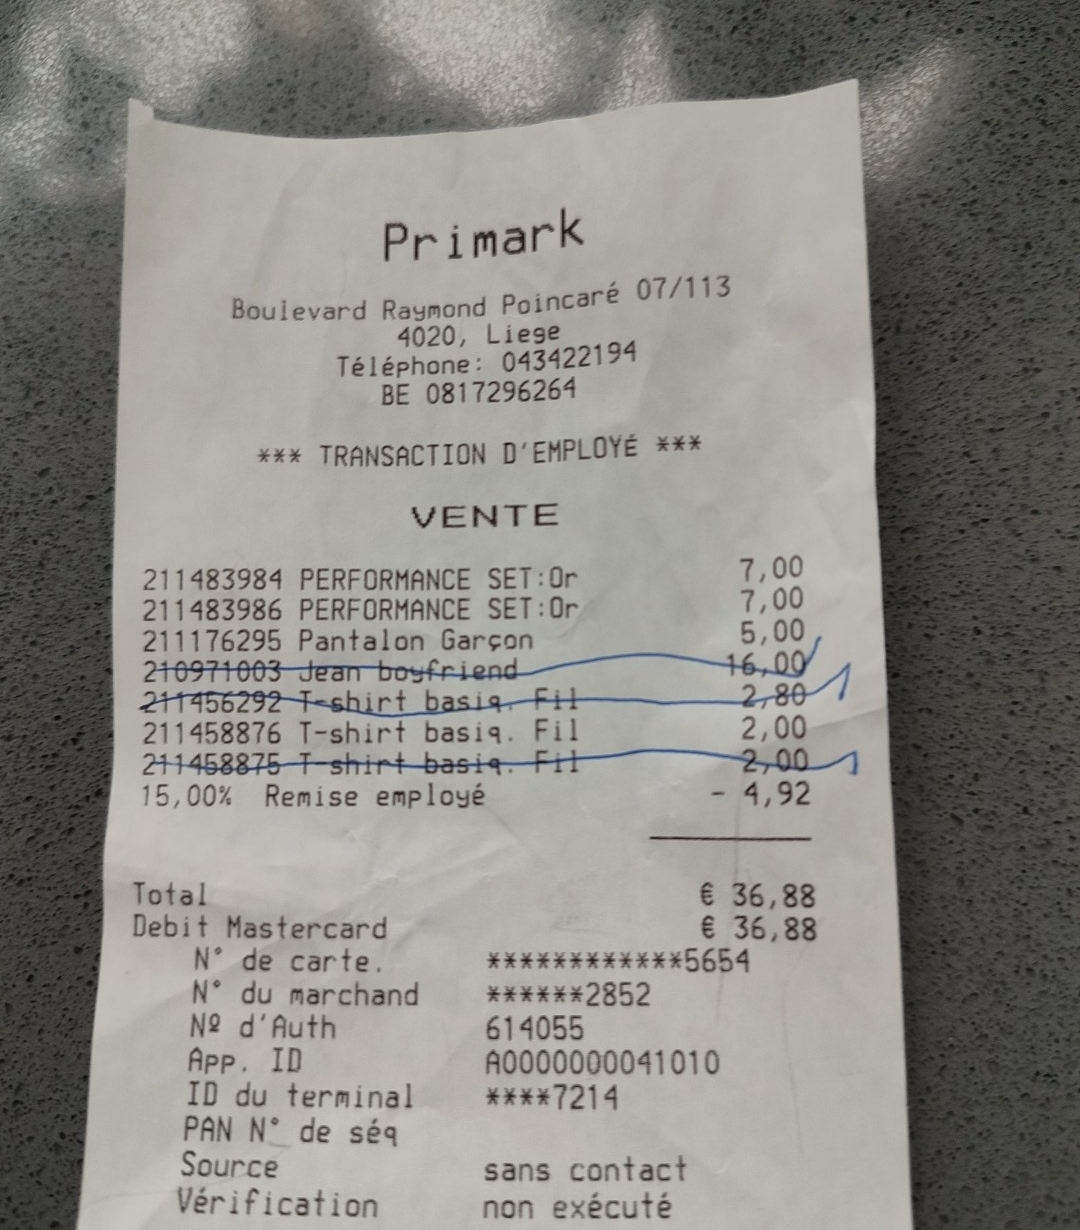 Primark
Boulevard Raymond Poincaré 07/113
4020, Liege
Téléphone: 043422194
BE 0817296264
*** TRANSACTION D'EMPLOYÉ ***
VENTE
211483984 PERFORMANCE SET:Or 7,00
211483986 PERFORMANCE SET:Or 7,00
211176295 Pantalon Garçon 5,00
210971003 Jean boyfriend 16,00
211456292 T-shirt basiq. Fil 2,80
211458876 T-shirt basiq. Fil 2,00
211458875 T-shirt basiq. Fil 2,00
15,00% Remise employé - 4,92
Total € 36,88
Debit Mastercard € 36,88
N° de carte. ************5654
N° du marchand ******2852
Nº d'Auth 614055
App. ID A0000000041010
ID du terminal ****7214
PAN N° de séq
Source sans contact
Vérification non exécuté